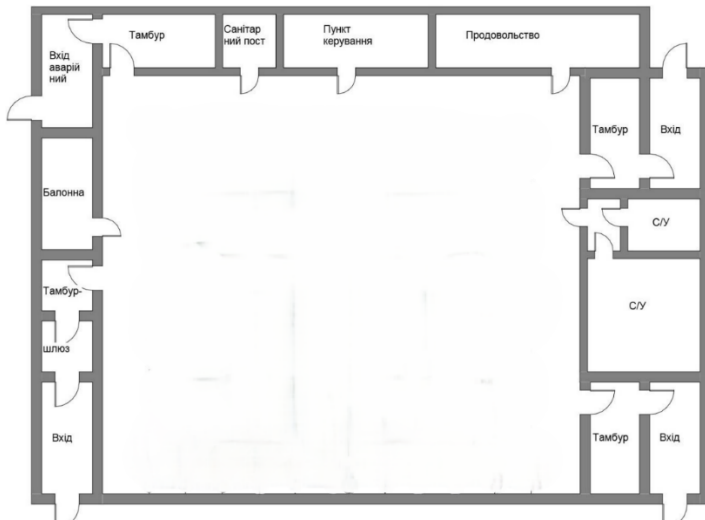 Тамбур
Санітар
ний пост
Пункт
керування
Продовольство
Вхід
аварій
ний
Тамбур
Вхід
Балонна
С/У
Тамбур-
шлюз
С/У
Вхід
Тамбур
Вхід